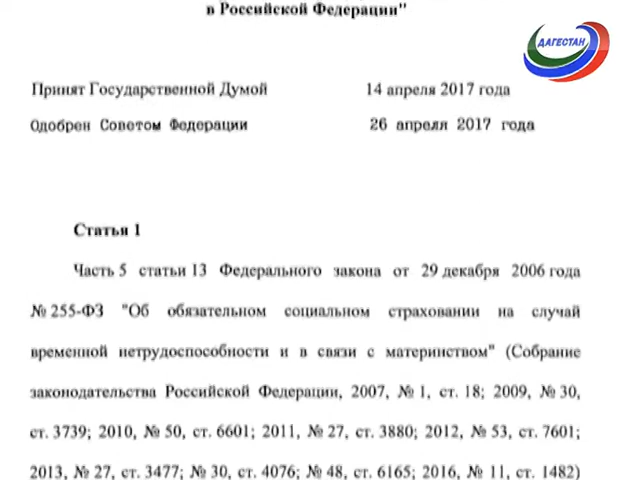 в Российской Федерации"
ДАГЕСТАН
Принят Государственной Думой 14 апреля 2017 года
Одобрен Советом Федерации 26 апреля 2017 года
Статья 1
Часть 5 статьи 13 Федерального закона от 29 декабря 2006 года
№ 255-ФЗ "Об обязательном социальном страховании на случай
временной нетрудоспособности и в связи с материнством" (Собрание
законодательства Российской Федерации, 2007, № 1, ст. 18; 2009, № 30,
ст. 3739; 2010, № 50, ст. 6601; 2011, № 27, ст. 3880; 2012, № 53, ст. 7601;
2013, № 27, ст. 3477; № 30, ст. 4076; № 48, ст. 6165; 2016, № 11, ст. 1482)